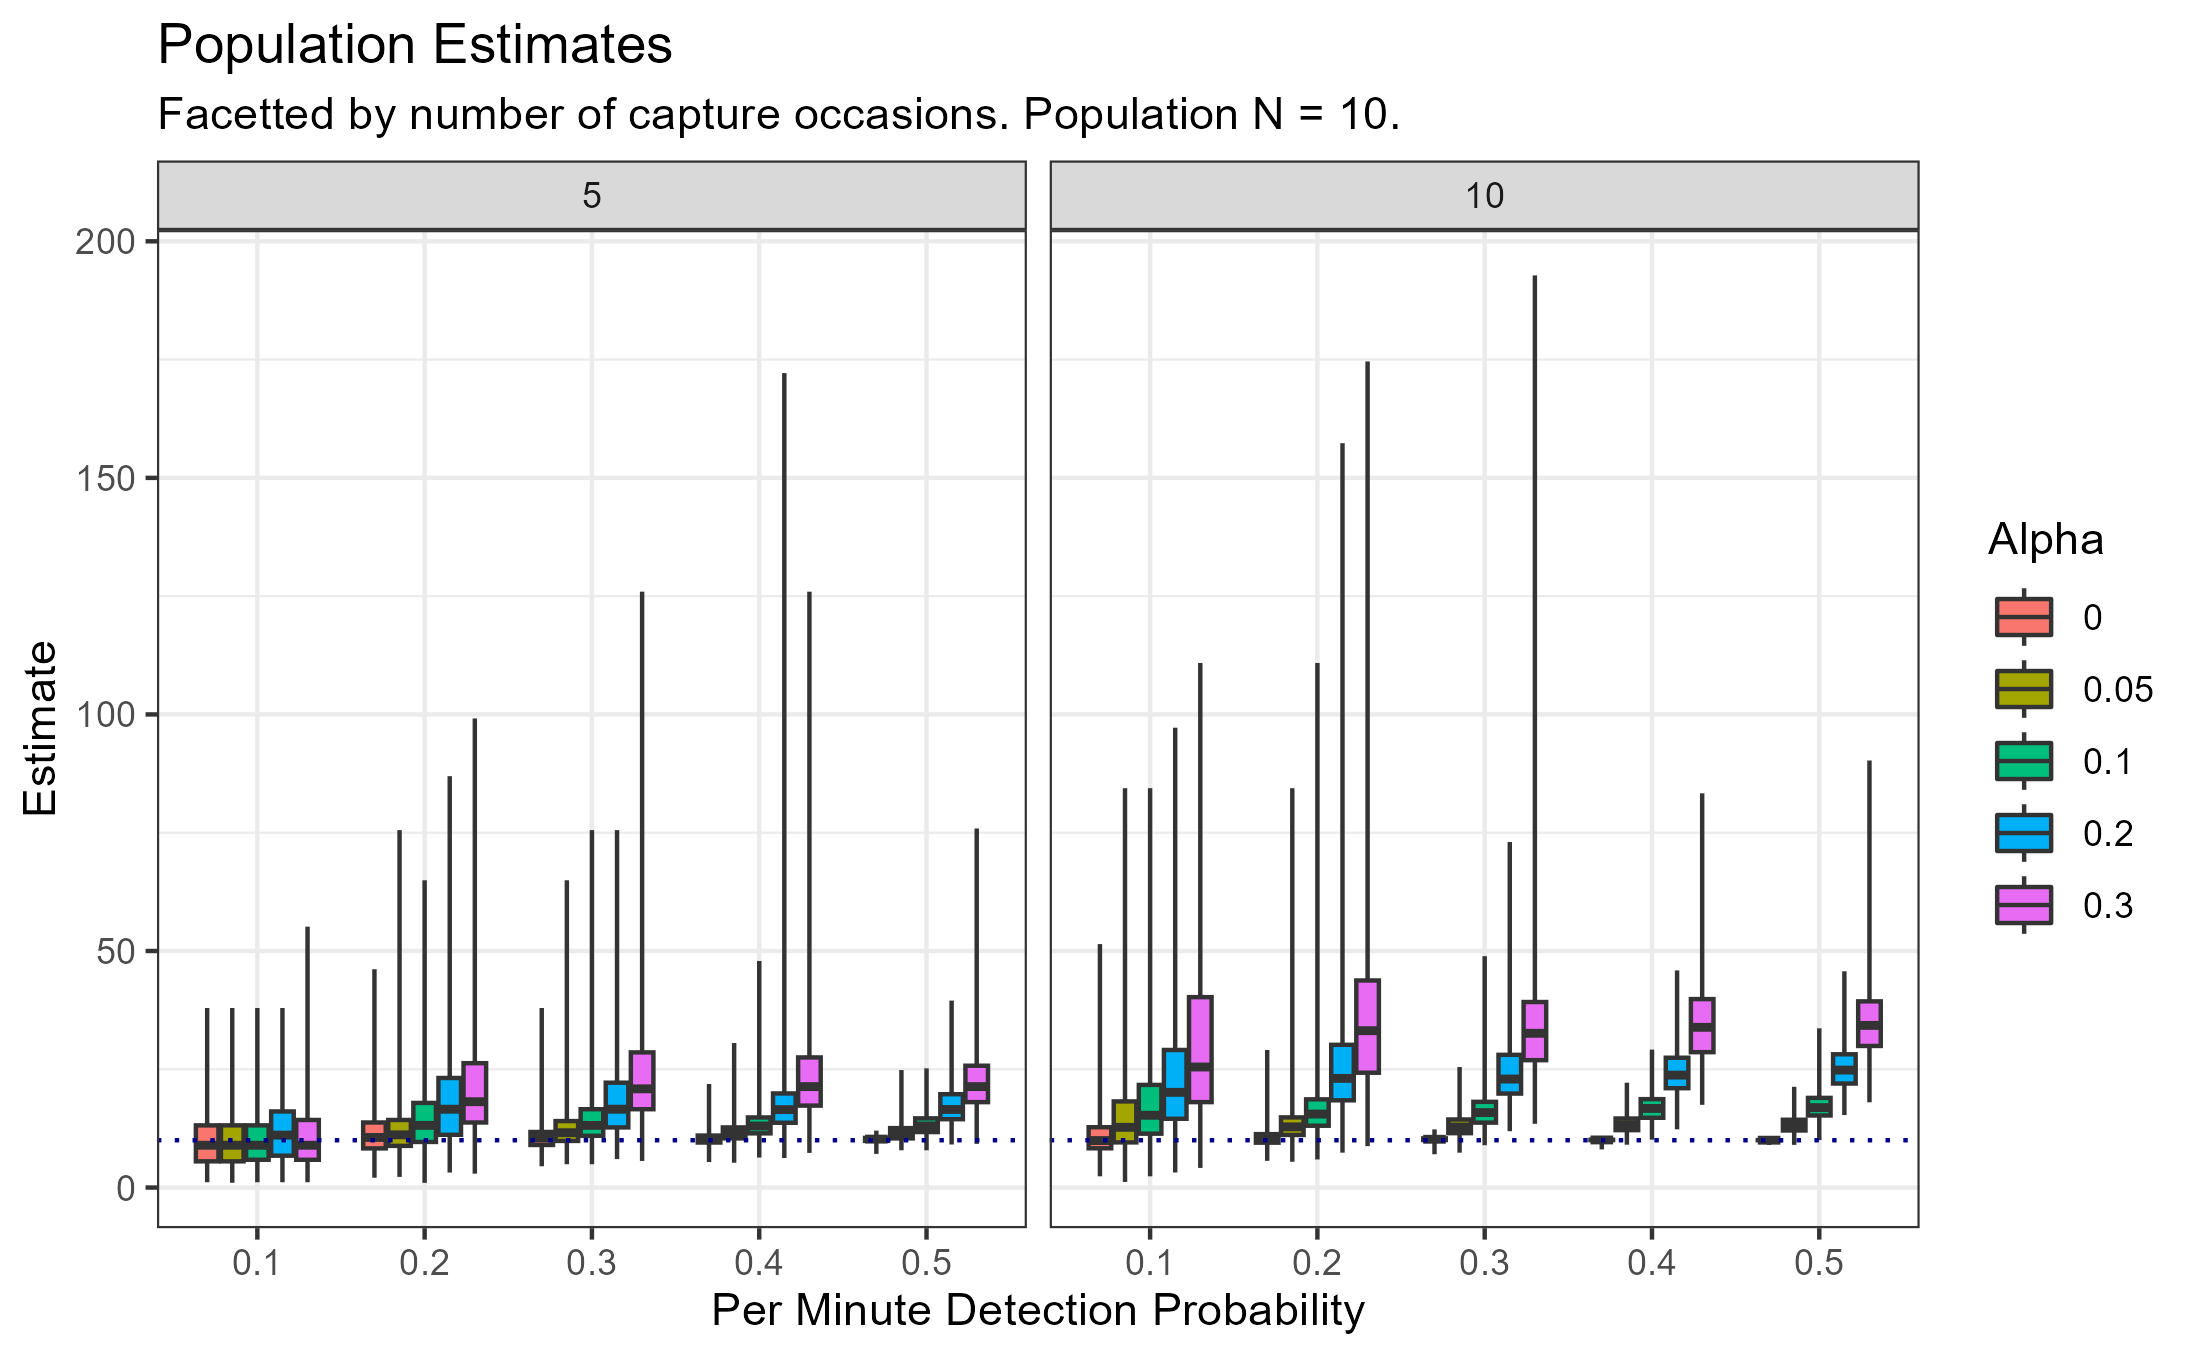 Population Estimates
Facetted by number of capture occasions. Population N = 10.
5
10
200
150
100
50
0
Estimate
0.1 0.2 0.3 0.4 0.5
0.1 0.2 0.3 0.4 0.5
Per Minute Detection Probability
Alpha
0
0.05
0.1
0.2
0.3